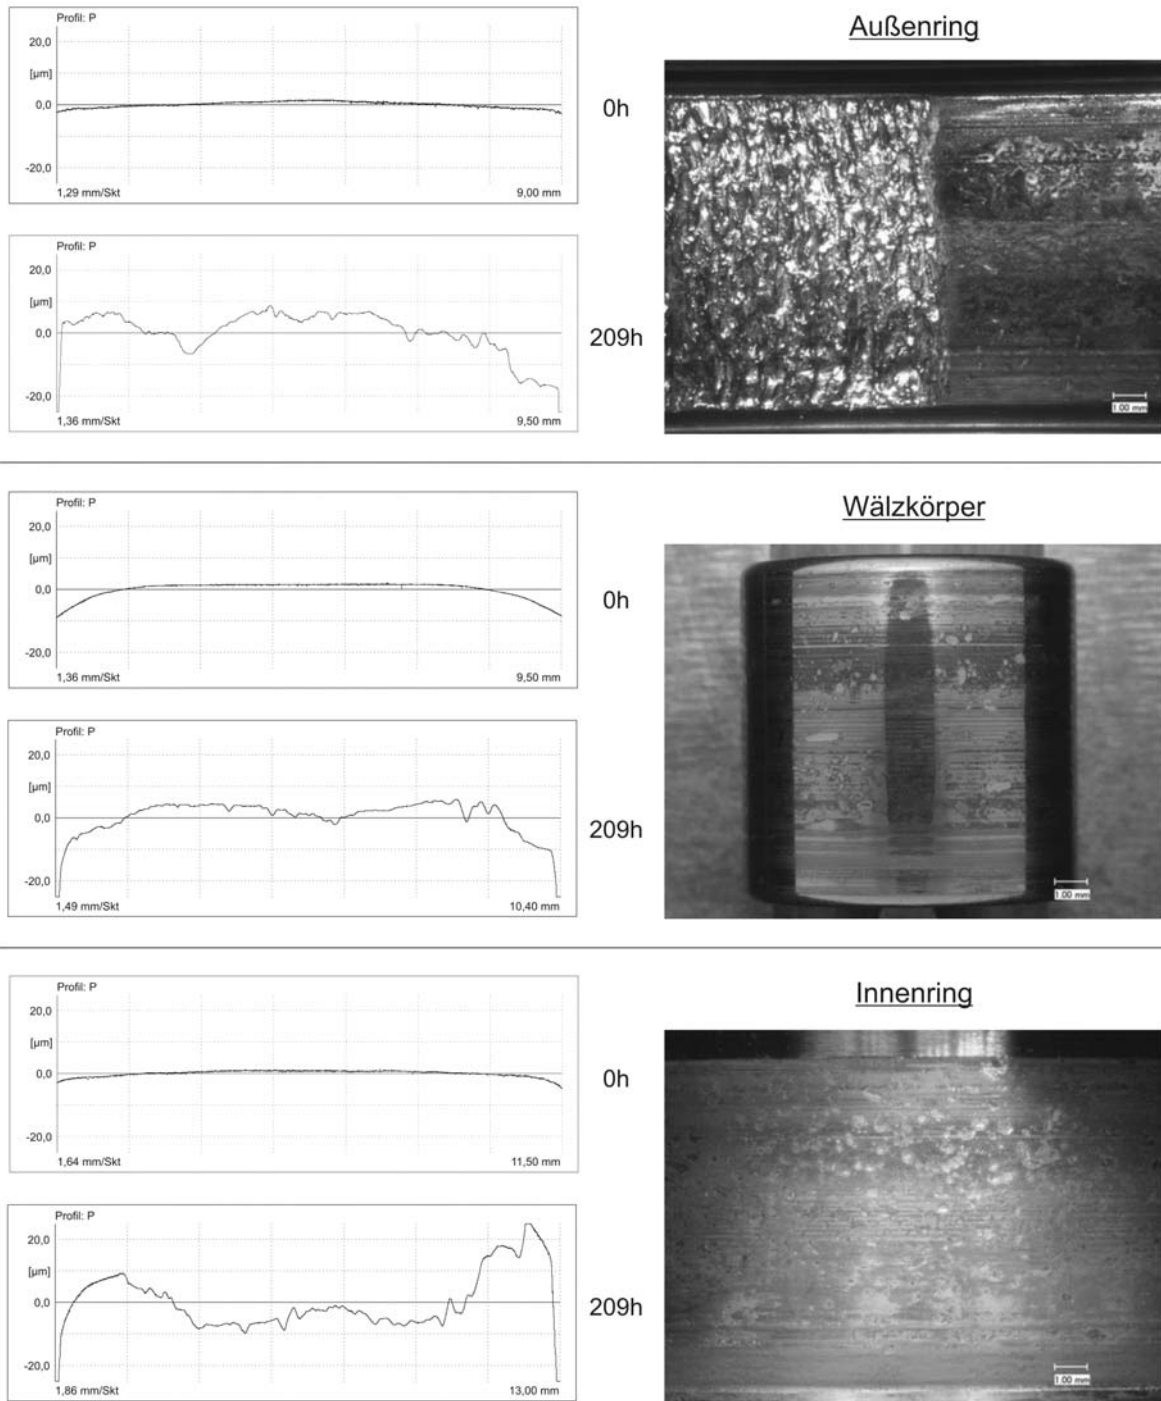 Außenring
Profil: P
20,0
[µm]
0,0
-20,0
1,29 mm/Skt
9,00 mm
0h
Profil: P
20,0
[µm]
0,0
-20,0
1,36 mm/Skt
9,50 mm
209h
1.00 mm
Wälzkörper
Profil: P
20,0
[µm]
0,0
-20,0
1,36 mm/Skt
9,50 mm
0h
Profil: P
20,0
[µm]
0,0
-20,0
1,49 mm/Skt
10,40 mm
209h
1.00 mm
Innenring
Profil: P
20,0
[µm]
0,0
-20,0
1,64 mm/Skt
11,50 mm
0h
Profil: P
20,0
[µm]
0,0
-20,0
1,86 mm/Skt
13,00 mm
209h
1.00 mm